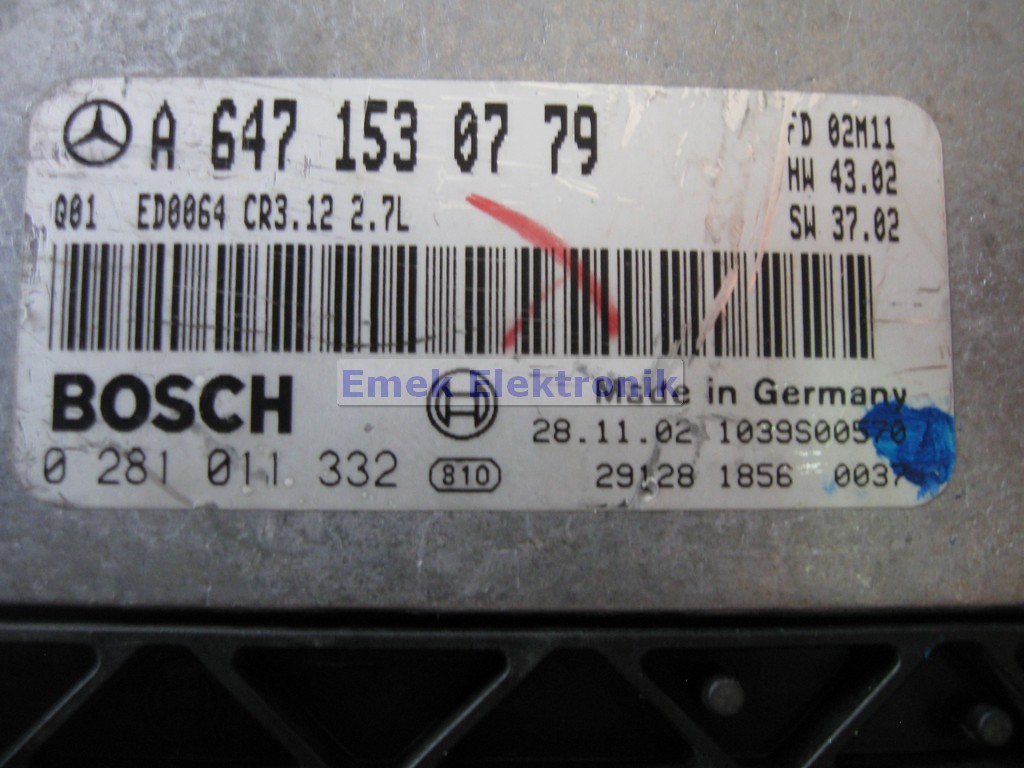 A 647 153 07 79
FD 02M11
HW 43.02
Q01 ED0064 CR3.12 2.7L
SW 37.02
Emek Elektronik
BOSCH
Made in Germany
28.11.02 1039S00570
0 281 011 332 810
29128 1856 0037